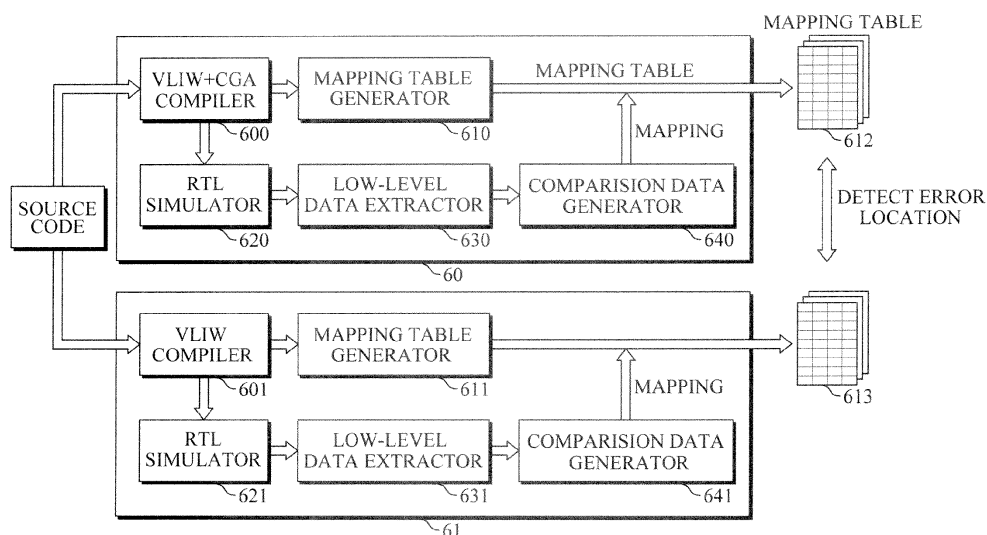 MAPPING TABLE
VLIW+CGA
COMPILER
600
MAPPING TABLE
GENERATOR
610
MAPPING TABLE
MAPPING
612
RTL
SIMULATOR
620
LOW-LEVEL
DATA EXTRACTOR
630
COMPARISION DATA
GENERATOR
640
SOURCE
CODE
DETECT ERROR
LOCATION
60
VLIW
COMPILER
601
MAPPING TABLE
GENERATOR
611
MAPPING
613
RTL
SIMULATOR
621
LOW-LEVEL
DATA EXTRACTOR
631
COMPARISION DATA
GENERATOR
641
61